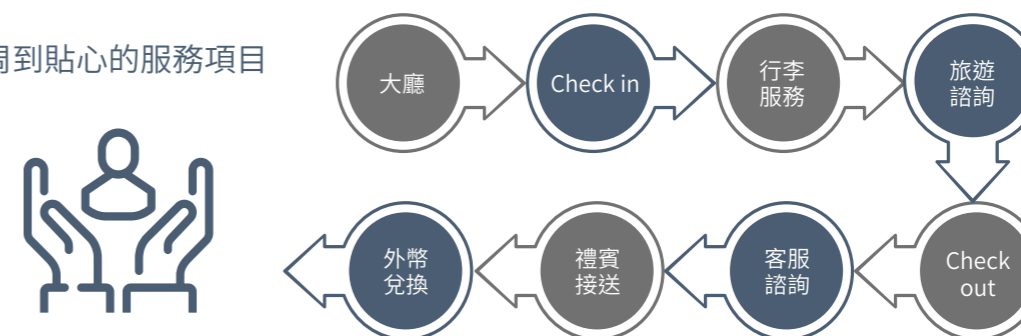 到貼心的服務項目
大廳
Check in
行李
服務
旅遊
諮詢
外幣
兌換
禮賓
接送
客服
諮詢
Check
out